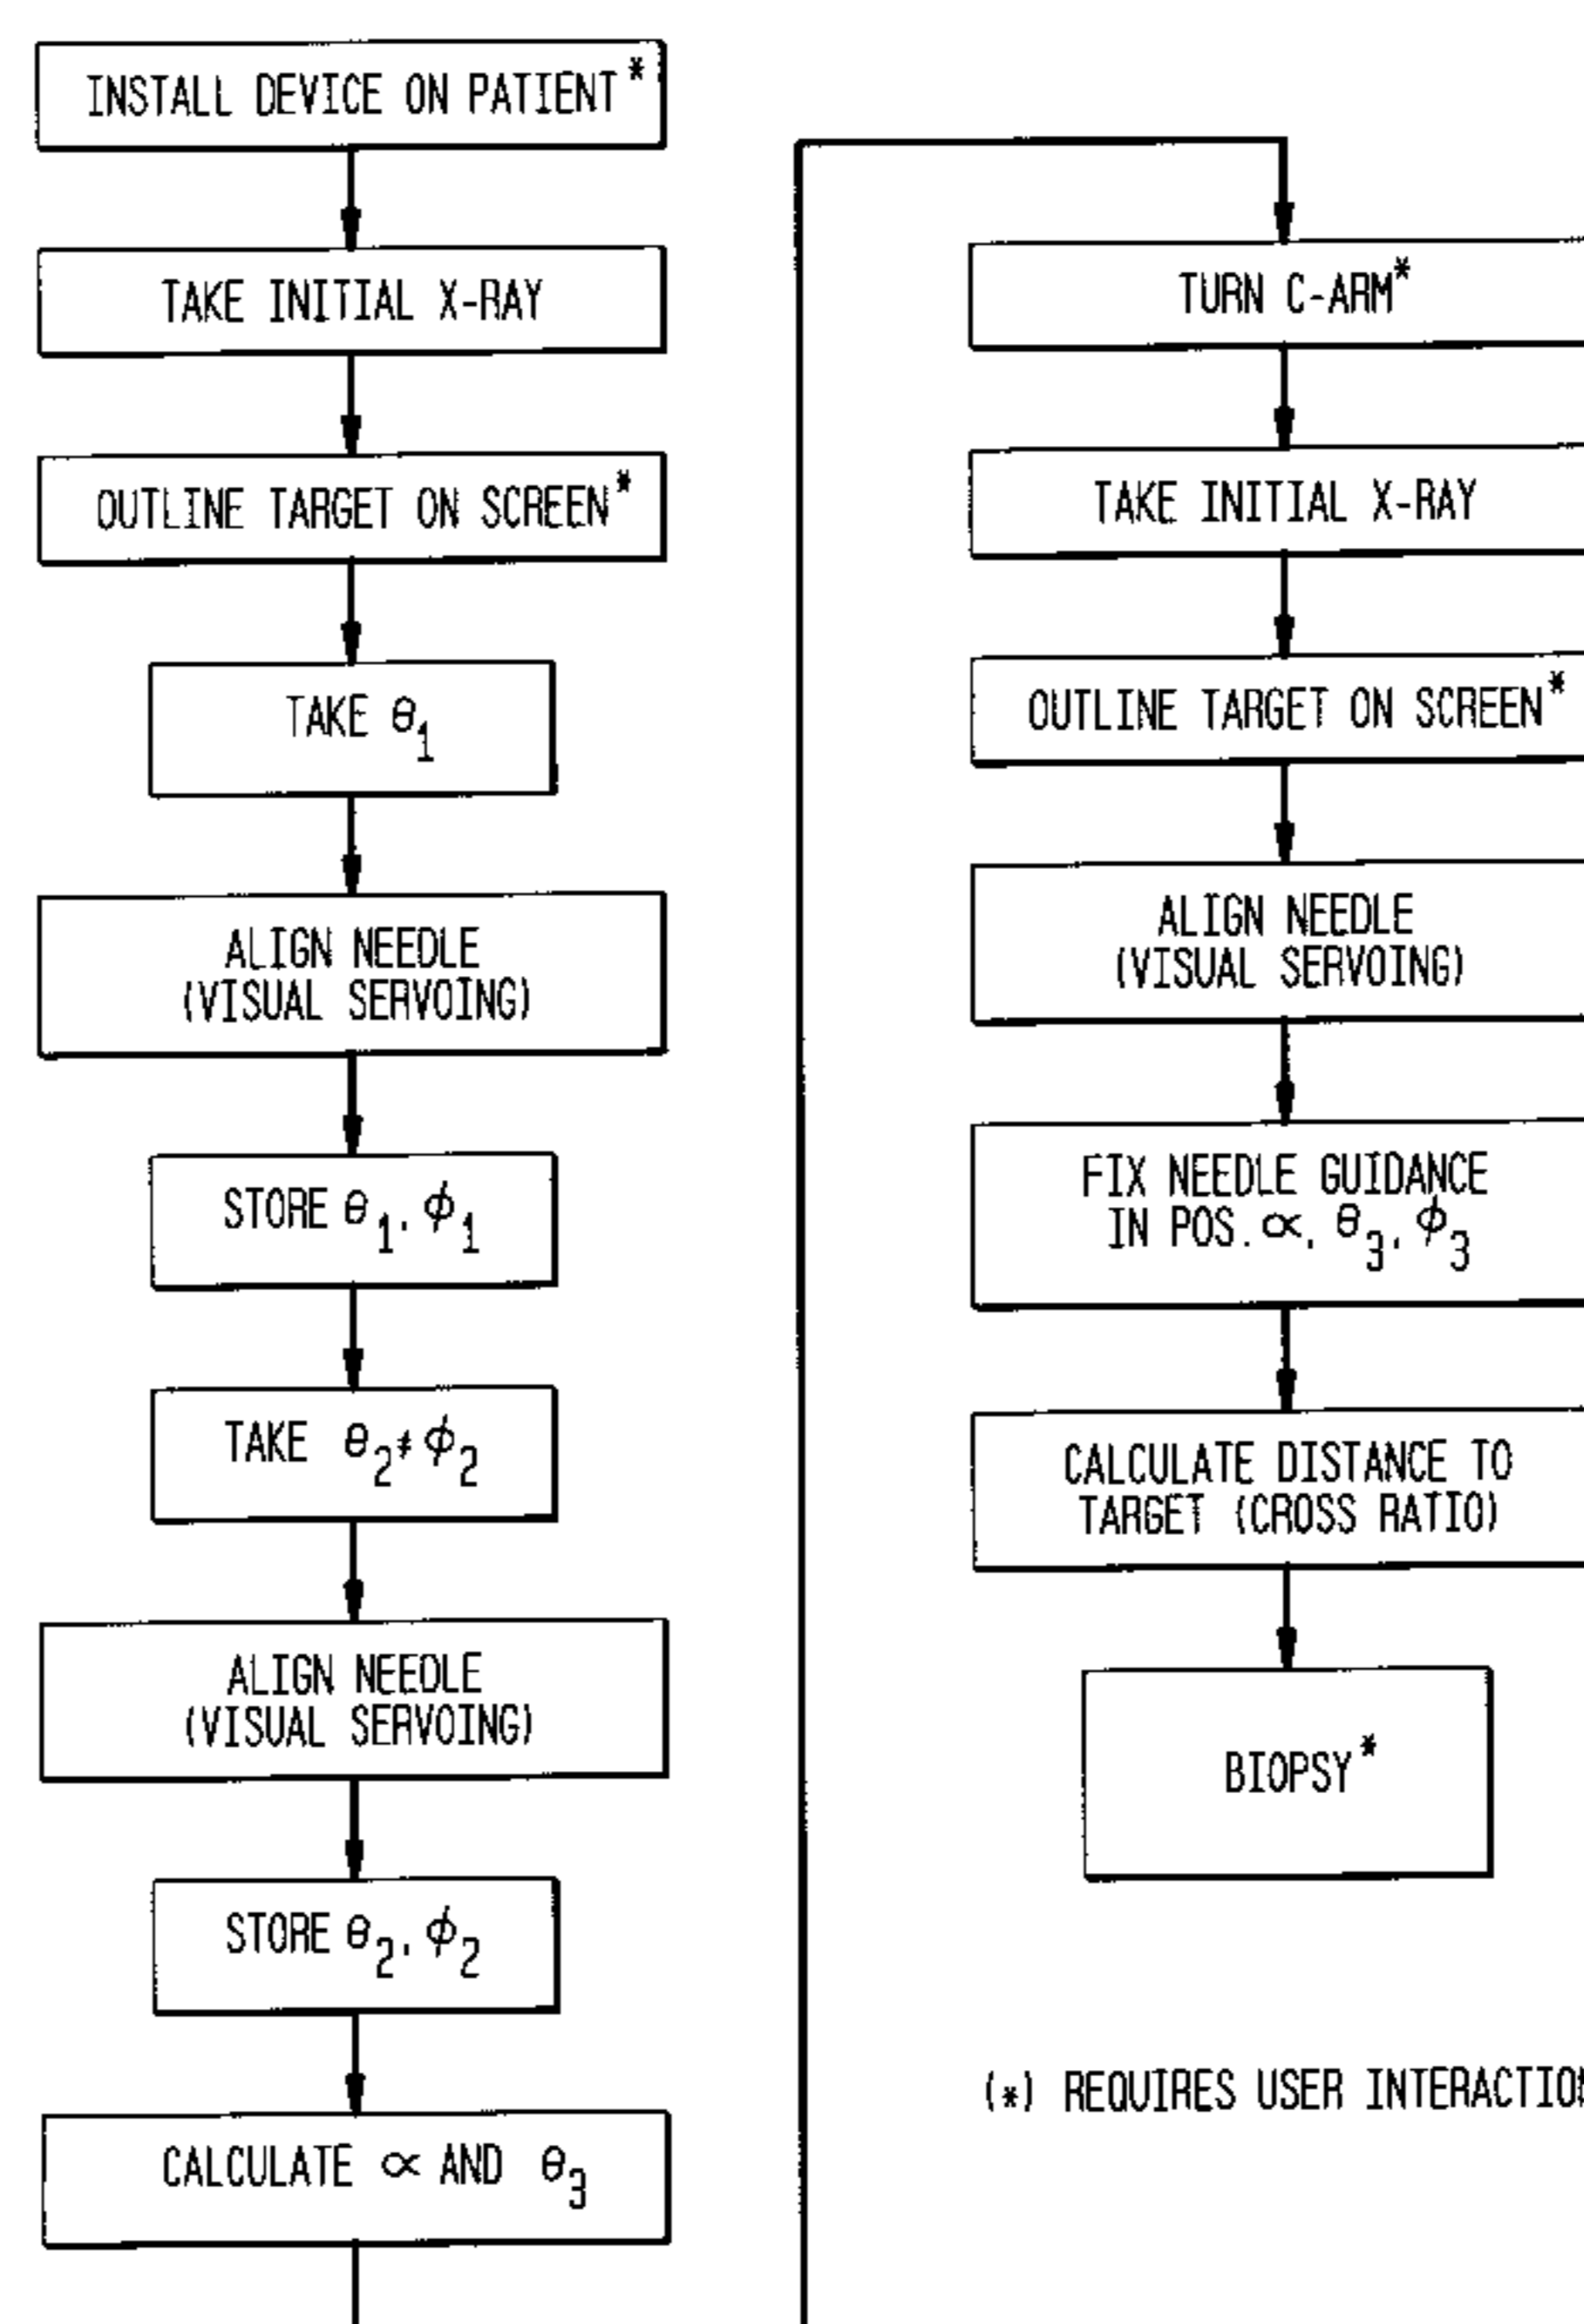 INSTALL DEVICE ON PATIENT*
TAKE INITIAL X-RAY
OUTLINE TARGET ON SCREEN*
TAKE θ1
ALIGN NEEDLE
(VISUAL SERVOING)
STORE θ1, φ1
TAKE θ2≠φ2
ALIGN NEEDLE
(VISUAL SERVOING)
STORE θ2, φ2
CALCULATE ∝ AND θ3
TURN C-ARM*
TAKE INITIAL X-RAY
OUTLINE TARGET ON SCREEN*
ALIGN NEEDLE
(VISUAL SERVOING)
FIX NEEDLE GUIDANCE
IN POS. ∝, θ3, φ3
CALCULATE DISTANCE TO
TARGET (CROSS RATIO)
BIOPSY*
(*) REQUIRES USER INTERACTION